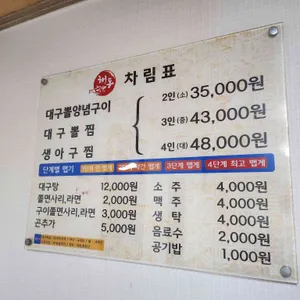 해동
차림표
대구뽈양념구이
대구뽈찜
생아구찜
2인(소) 35,000원
3인(중) 43,000원
4인(대) 48,000원
단계별 맵기 3단계 맵게 4단계 최고 맵게
대구탕 12,000원
쫄면사리,라면 2,000원
구이쫄면사리,라면 3,000원
곤추가 5,000원
소주 4,000원
맥주 4,000원
생탁 4,000원
음료수 2,000원
공기밥 1,000원